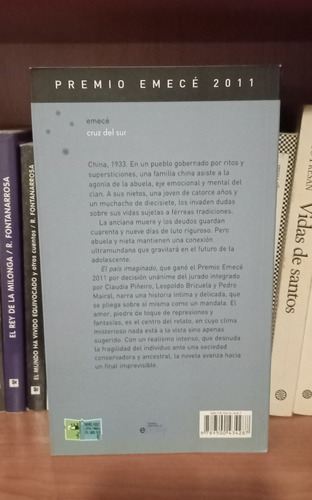 PREMIO EMECÉ 2011
emecé
cruz del sur
China, 1933. En un pueblo gobernado por ritos y
supersticiones, una familia china asiste a la
agonía de la abuela, eje emocional y mental del
clan. A sus nietos, una joven de catorce años y
un muchacho de diecisiete, los invaden dudas
sobre sus vidas sujetas a férreas tradiciones.
La anciana muere y los deudos guardan
cuarenta y nueve días de luto riguroso. Pero
abuela y nieta mantienen una conexión
ultramundana que gravitará en el futuro de la
adolescente.
El país imaginado, que ganó el Premio Emecé
2011 por decisión unánime del jurado integrado
por Claudia Piñeiro, Leopoldo Brizuela y Pedro
Mairal, narra una historia íntima y delicada, que
se pliega sobre sí misma como un mandala. El
amor, piedra de toque de represiones y
fantasías, es el centro del relato, en cuyo clima
misterioso nada está a la vista sino apenas
sugerido. Con un realismo intenso, que desnuda
la fragilidad del individuo ante una sociedad
conservadora y ancestral, la novela avanza hacia
un final imprevisible.
EL REY DE LA MILONGA / R. FONTANARROSA
EL MUNDO HA VIVIDO EQUIVOCADO y otros cuentos / R. FONTANARROSA
Vidas de santos